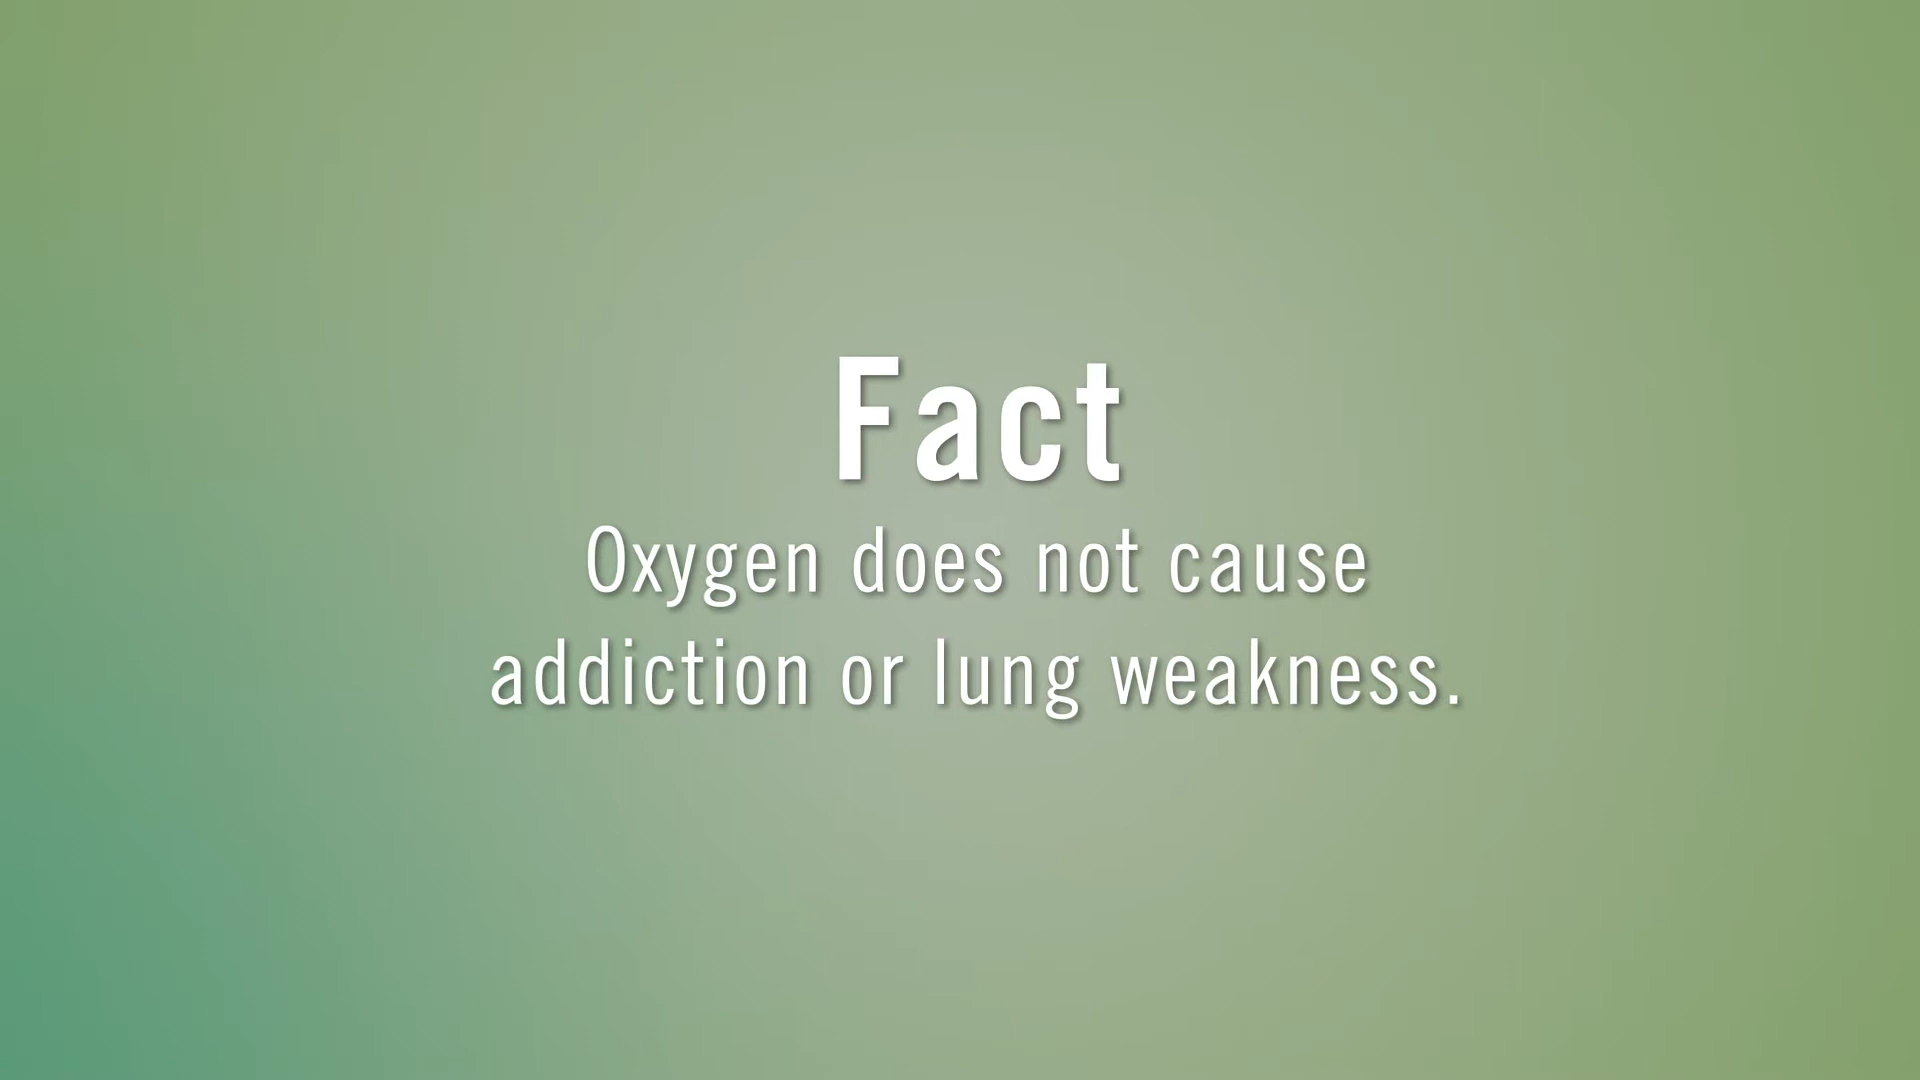 Fact
Oxygen does not cause
addiction or lung weakness.